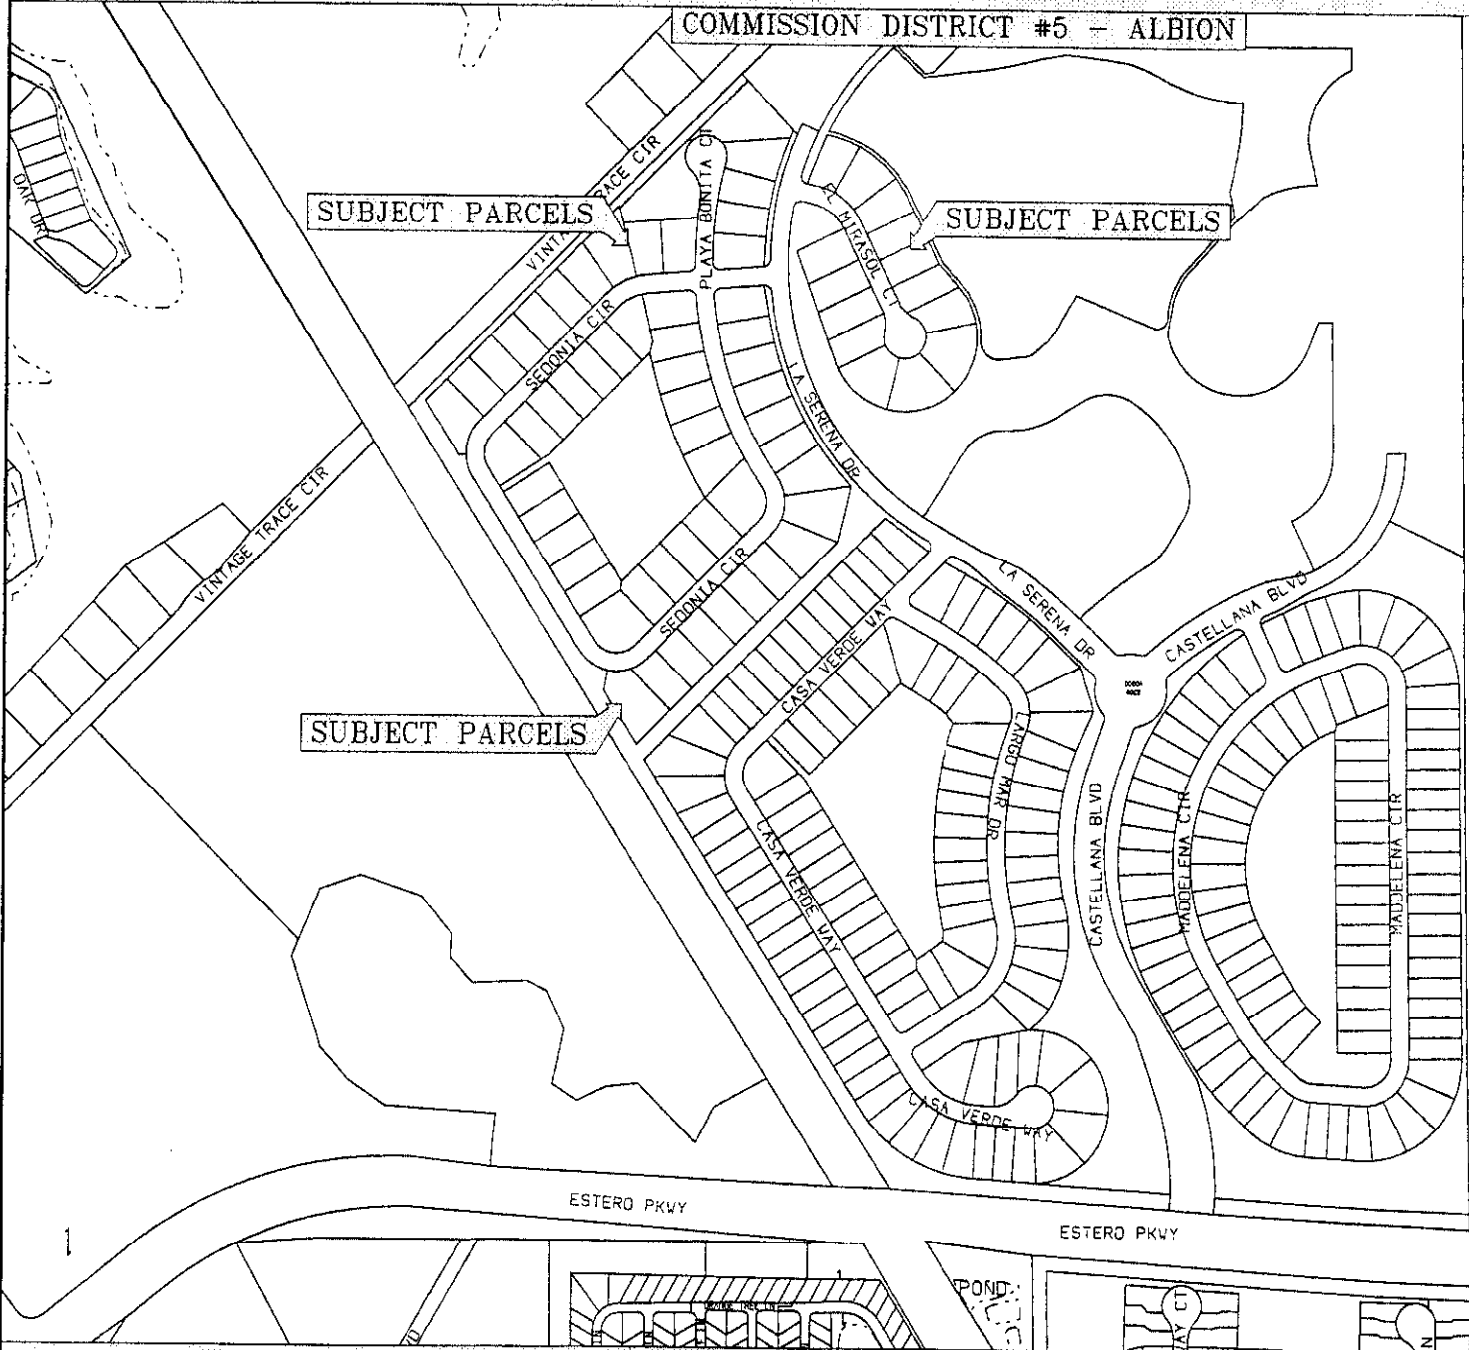 COMMISSION DISTRICT #5 - ALBION
VINTAGE TRACE CIR
PLAYA BONITA CT
OAK DR
SUBJECT PARCELS
EL MIRASOL CT
SUBJECT PARCELS
SEDONIA CIR
LA SERENA DR
VINTAGE TRACE CIR
SEDONIA CIR
CASA VERDE WAY
LA SERENA DR
CASTELLANA BLVD
SUBJECT PARCELS
LARGO MAR DR
CASTELLANA BLVD
MADDELENA CIR
MADDELENA CIR
CASA VERDE WAY
CASA VERDE WAY
ESTERO PKWY
ESTERO PKWY
1
POND
1
AY CT
N